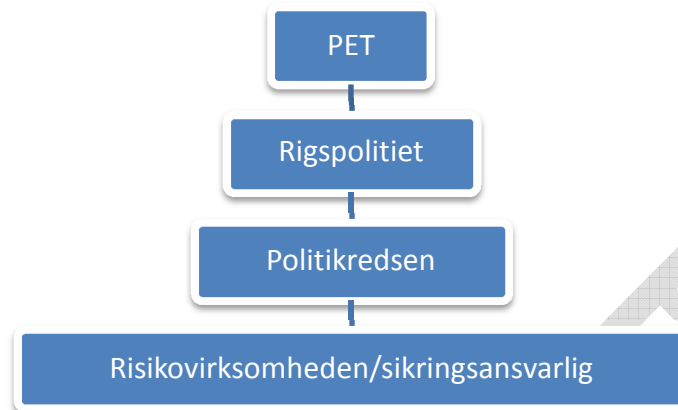 PET
Rigspolitiet
Politikredsen
Risikovirksomheden/sikringsansvarlig